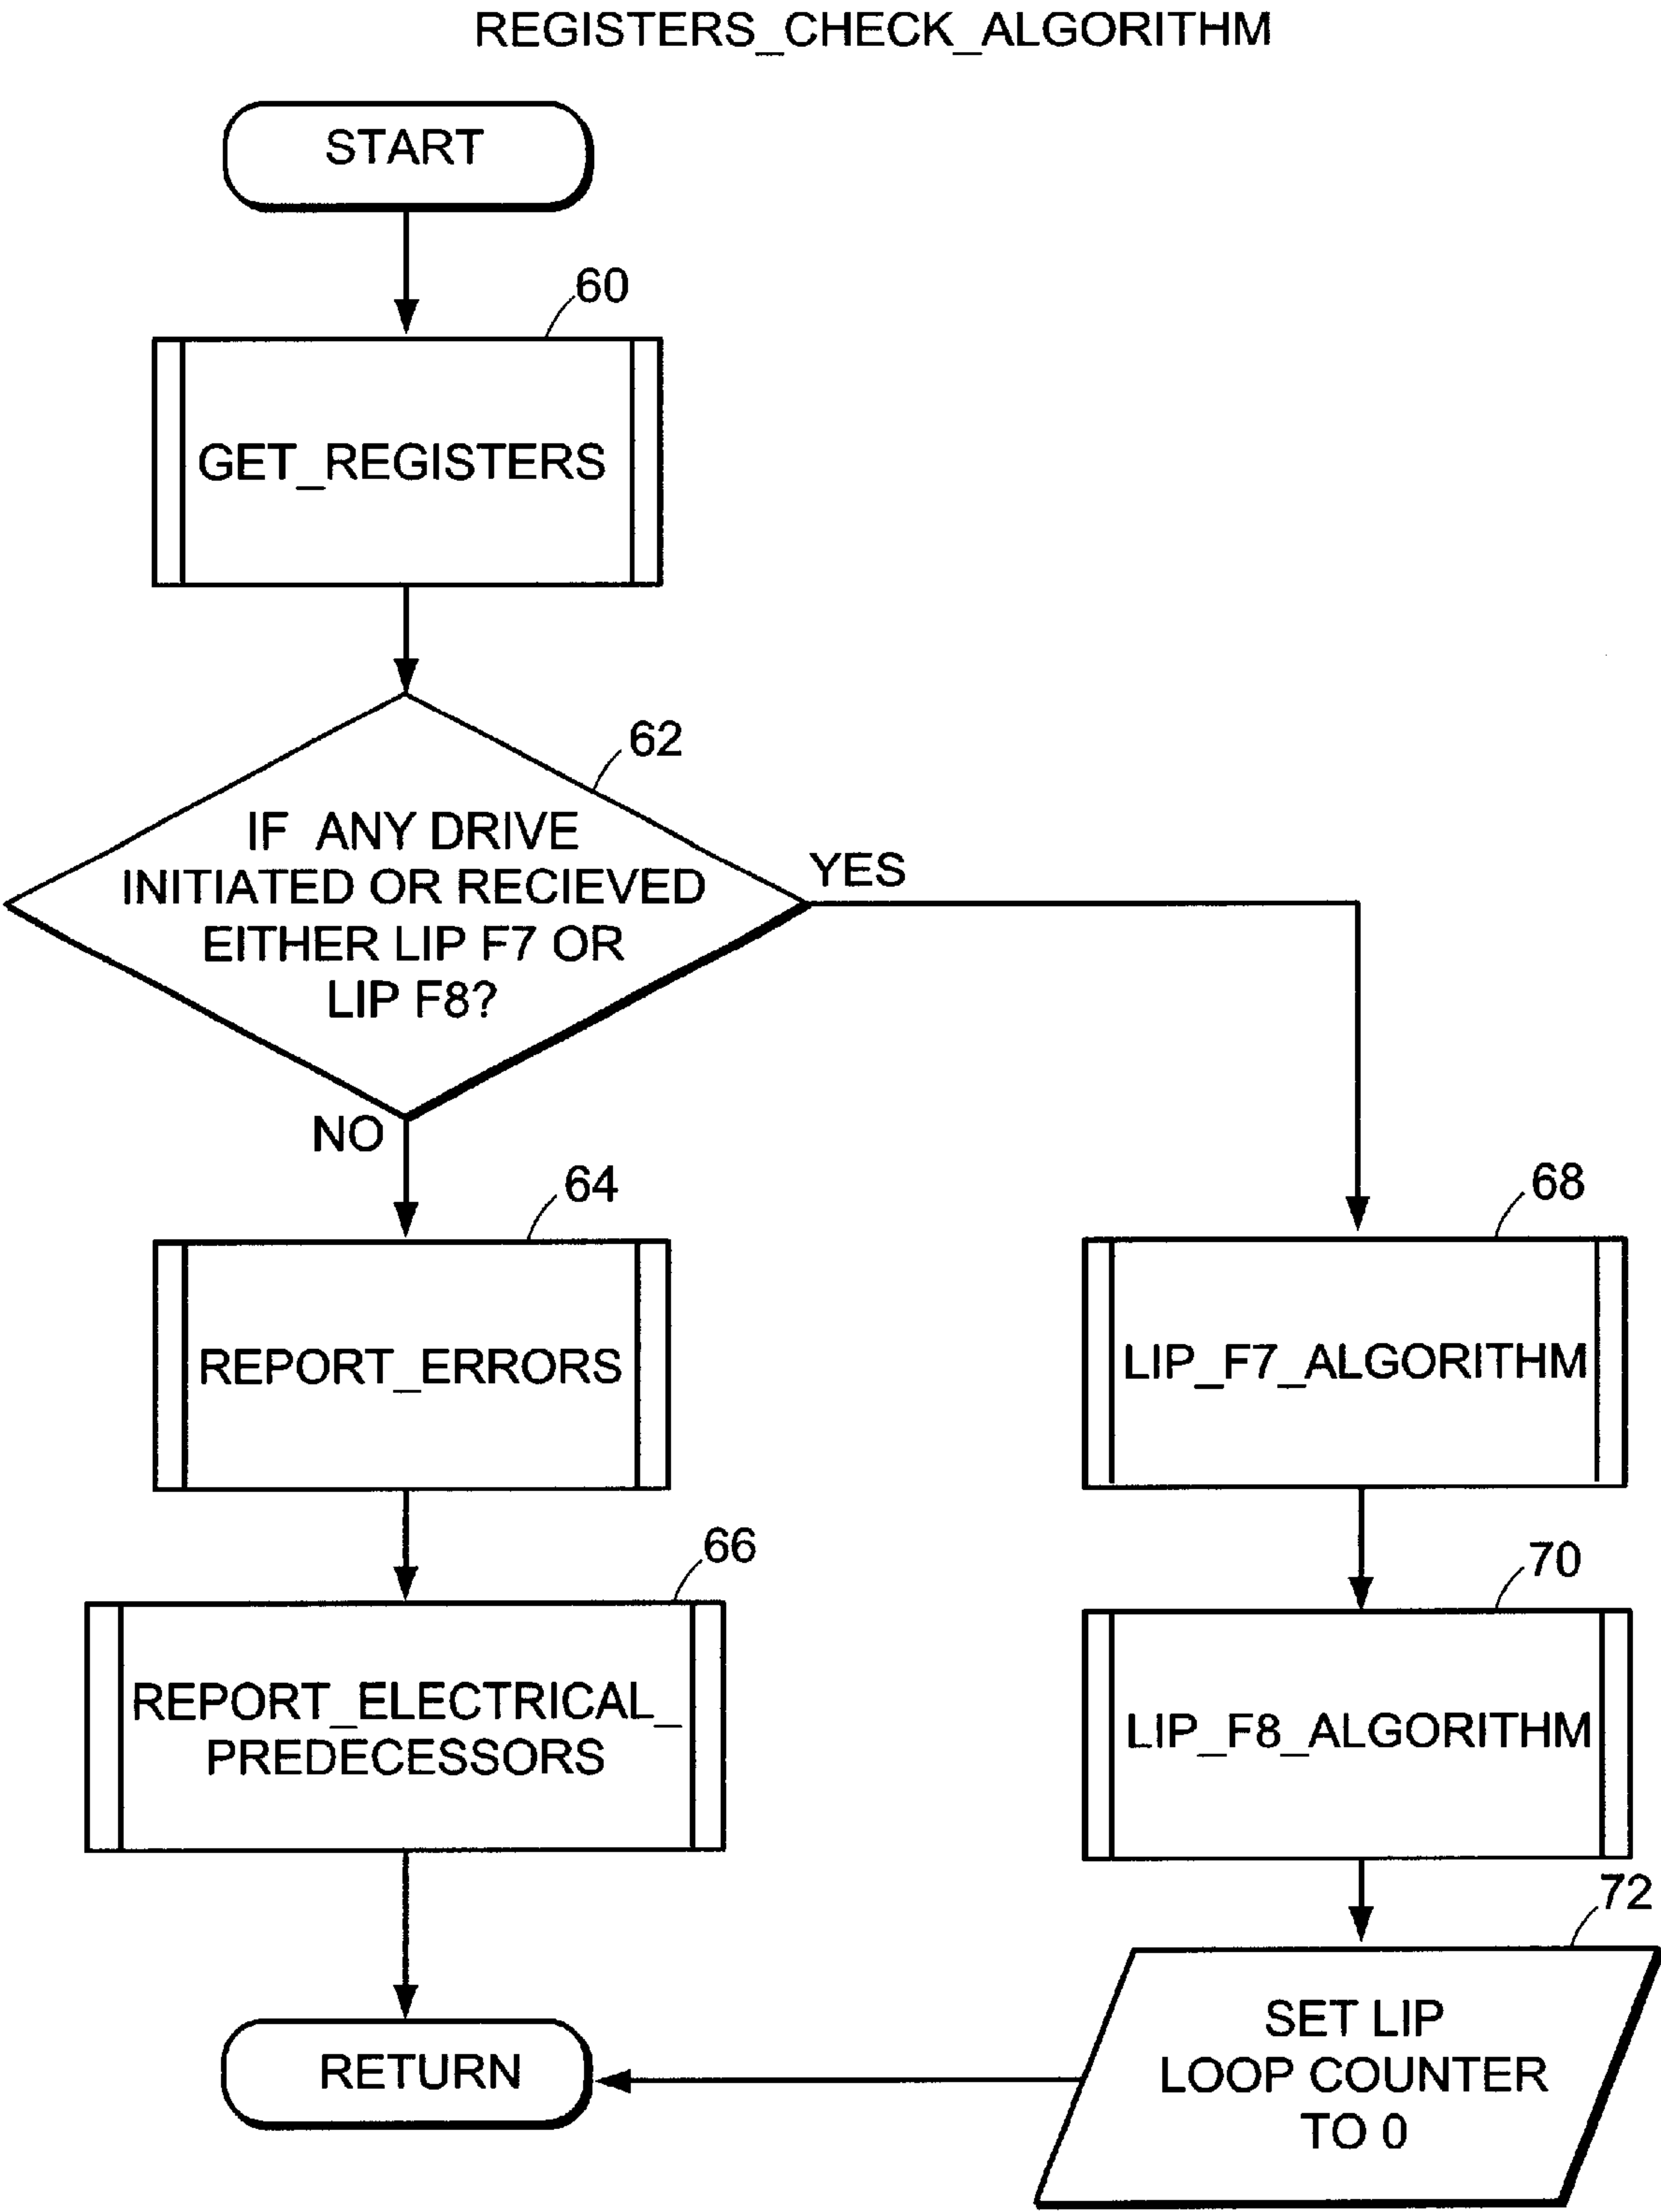 REGISTERS_CHECK_ALGORITHM
START
60
GET_REGISTERS
62
IF ANY DRIVE
INITIATED OR RECIEVED
EITHER LIP F7 OR
LIP F8?
YES
NO
64
REPORT_ERRORS
66
REPORT_ELECTRICAL_
PREDECESSORS
68
LIP_F7_ALGORITHM
70
LIP_F8_ALGORITHM
72
SET LIP
LOOP COUNTER
TO 0
RETURN